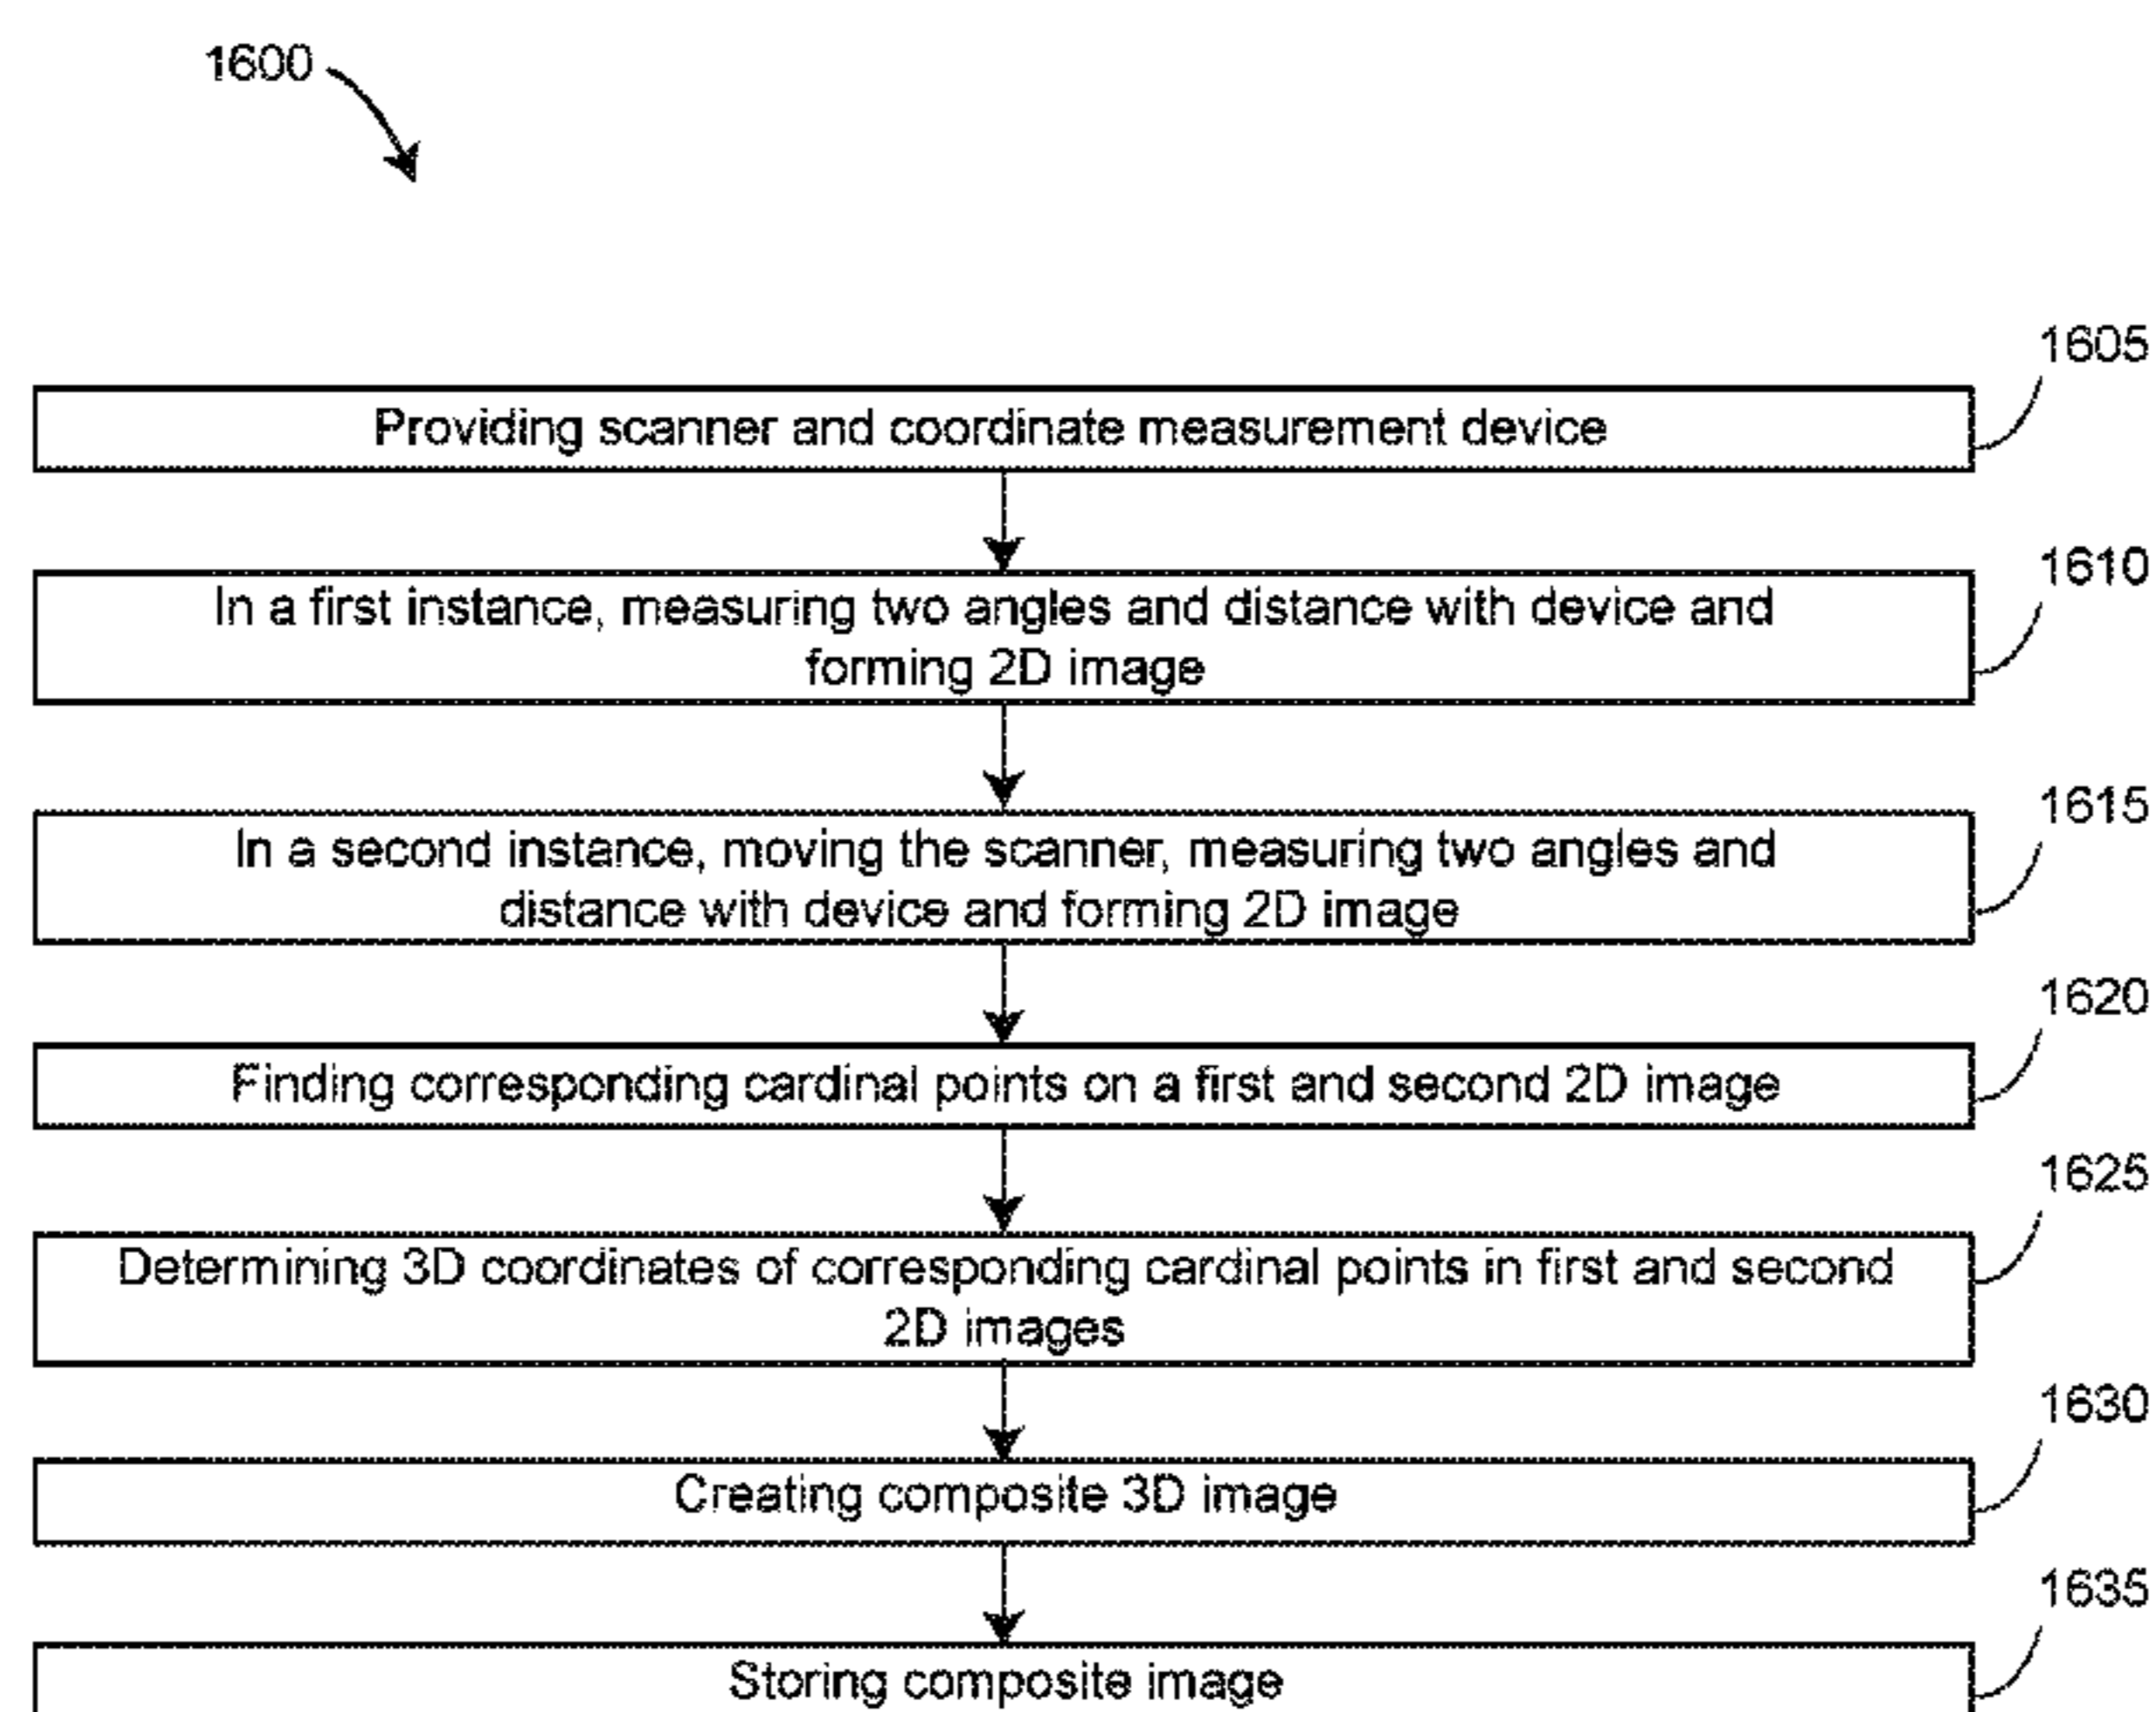 1600
1605
Providing scanner and coordinate measurement device
1610
In a first instance, measuring two angles and distance with device and
forming 2D image
1615
In a second instance, moving the scanner, measuring two angles and
distance with device and forming 2D image
1620
Finding corresponding cardinal points on a first and second 2D image
1625
Determining 3D coordinates of corresponding cardinal points in first and second
2D images
1630
Creating composite 3D image
1635
Storing composite image